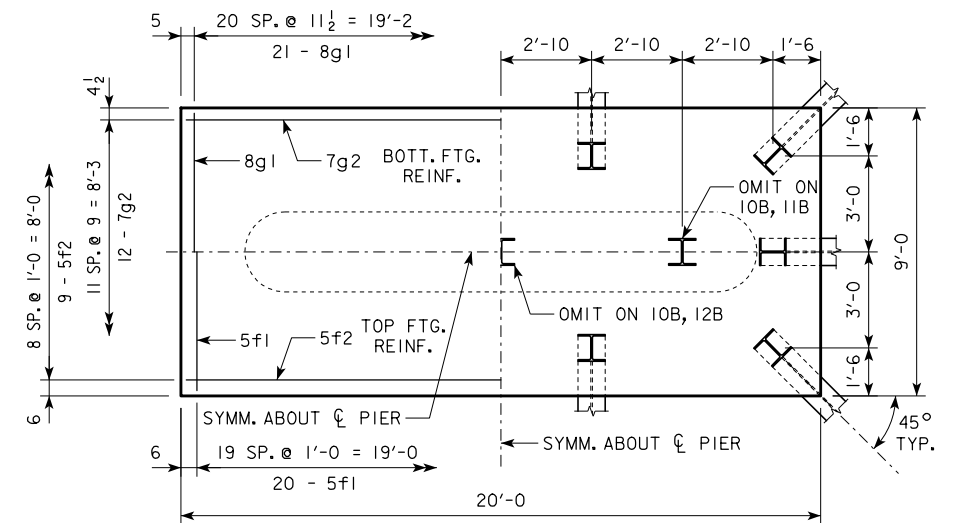 5
20 SP. @ 11 1/2 = 19'-2
21 - 8g1
2'-10
2'-10
2'-10
1'-6
4 1/2
8g1
7g2
BOTT. FTG.
REINF.
OMIT ON
10B, 11B
1'-6
3'-0
9'-0
3'-0
1'-6
8 SP. @ 1'-0 = 8'-0
9 - 5f2
11 SP. @ 9 = 8'-3
12 - 7g2
OMIT ON 10B, 12B
TOP FTG.
REINF.
5f1
5f2
6
SYMM. ABOUT ℄ PIER
SYMM. ABOUT ℄ PIER
45°
TYP.
6
19 SP. @ 1'-0 = 19'-0
20 - 5f1
20'-0